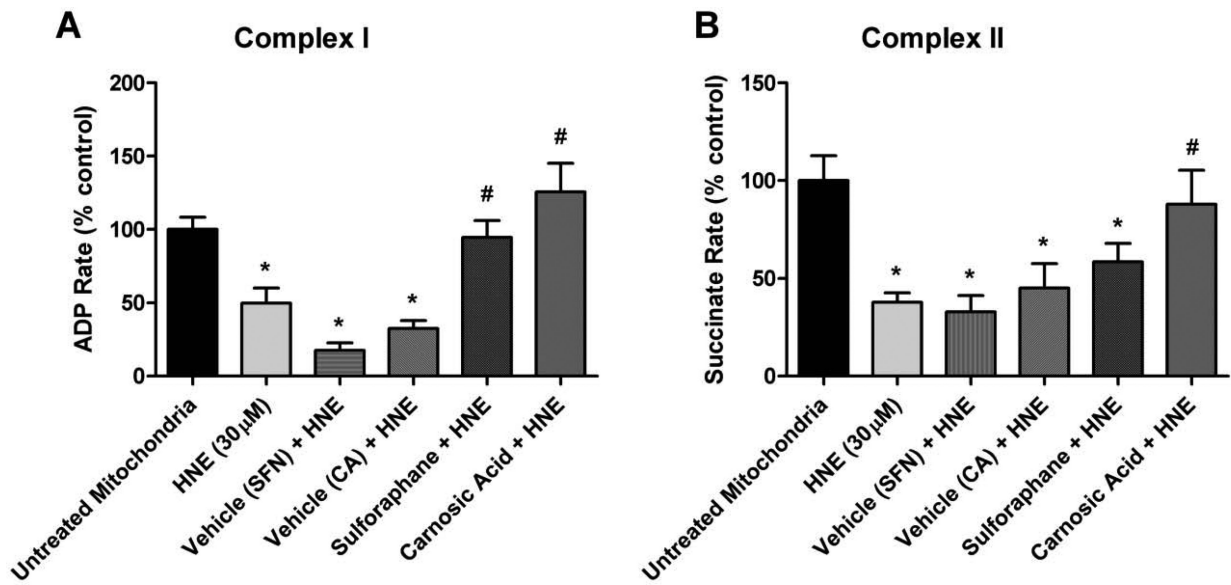 A
Complex I
ADP Rate (% control)
200
150
100
50
0
*
*
*
#
#
Untreated Mitochondria
HNE (30μM)
Vehicle (SFN) + HNE
Vehicle (CA) + HNE
Sulforaphane + HNE
Carnosic Acid + HNE
B
Complex II
Succinate Rate (% control)
150
100
50
0
*
*
*
*
#
Untreated Mitochondria
HNE (30μM)
Vehicle (SFN) + HNE
Vehicle (CA) + HNE
Sulforaphane + HNE
Carnosic Acid + HNE